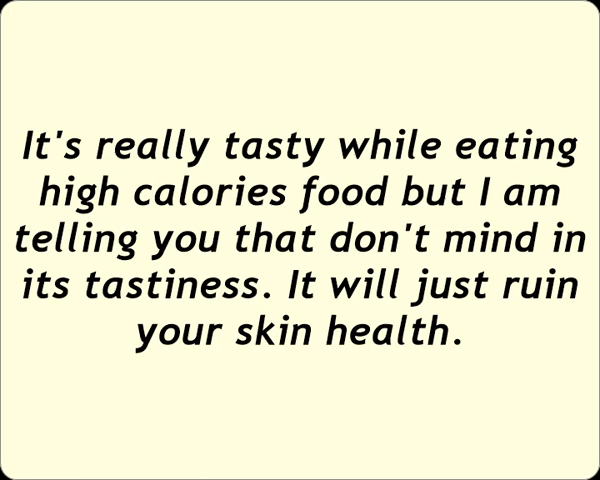 It's really tasty while eating
high calories food but I am
telling you that don't mind in
its tastiness. It will just ruin
your skin health.